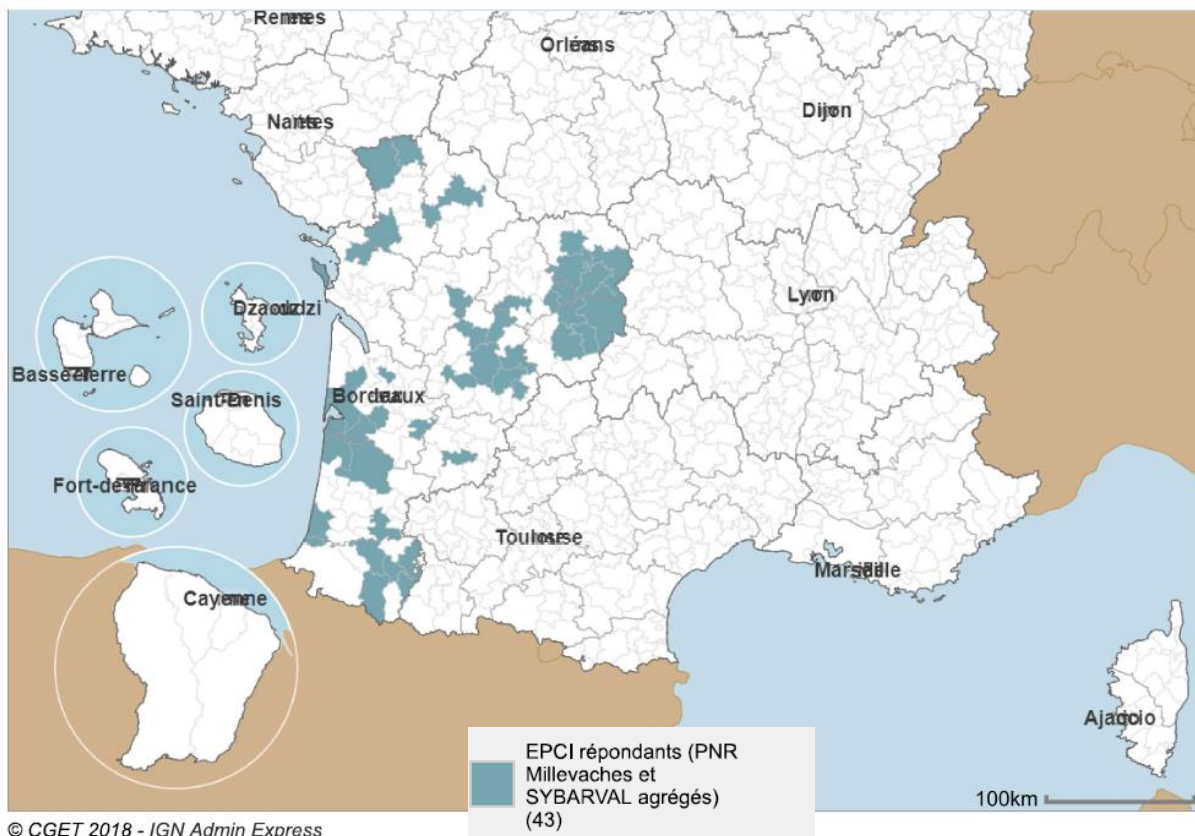 Rennes
Orléans
Dijon
Nantes
Lyon
Dzaoudzi
Basse-Terre
Saint-Denis
Bordeaux
Fort-de-France
Toulouse
Marseille
Cayenne
Ajaccio
EPCI répondants (PNR
Millevaches et
SYBARVAL agrégés)
(43)
100km
© CGET 2018 - IGN Admin Express